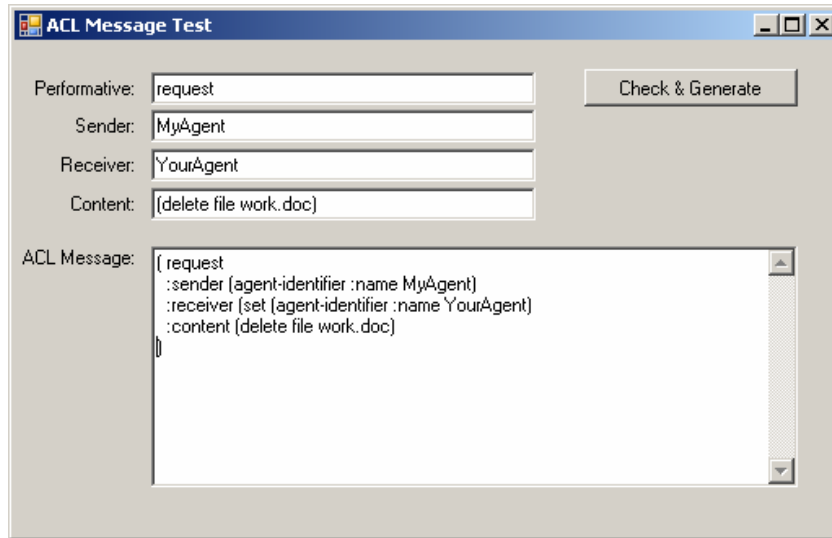 ACL Message Test
Performative: request Check & Generate
Sender: MyAgent
Receiver: YourAgent
Content: (delete file work.doc)
ACL Message: ( request
:sender (agent-identifier :name MyAgent)
:receiver (set (agent-identifier :name YourAgent)
:content (delete file work.doc)
)